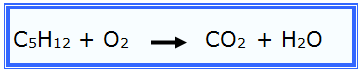 C₅H₁₂ + O₂ → CO₂ + H₂O